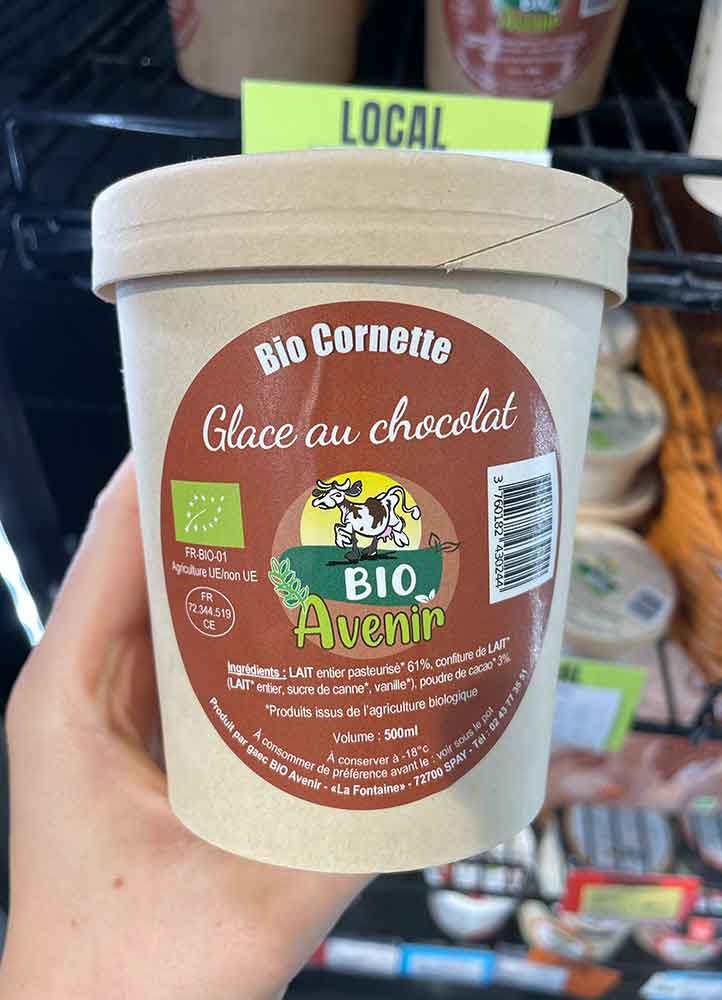 BIO
Avenir
LOCAL
Bio Cornette
Glace au chocolat
FR-BIO-01
Agriculture UE/non UE
FR
72.344.519
CE
BIO
Avenir
3 760182 430244
Ingrédients : LAIT entier pasteurisé* 61%, confiture de LAIT*
(LAIT* entier, sucre de canne*, vanille*), poudre de cacao* 3%
*Produits issus de l'agriculture biologique
Volume : 500ml
À conserver à -18°c
À consommer de préférence avant le : voir sous le pot
Produit par gaec BIO Avenir - «La Fontaine» - 72700 SPAY - Tél : 02 43 77 35 51